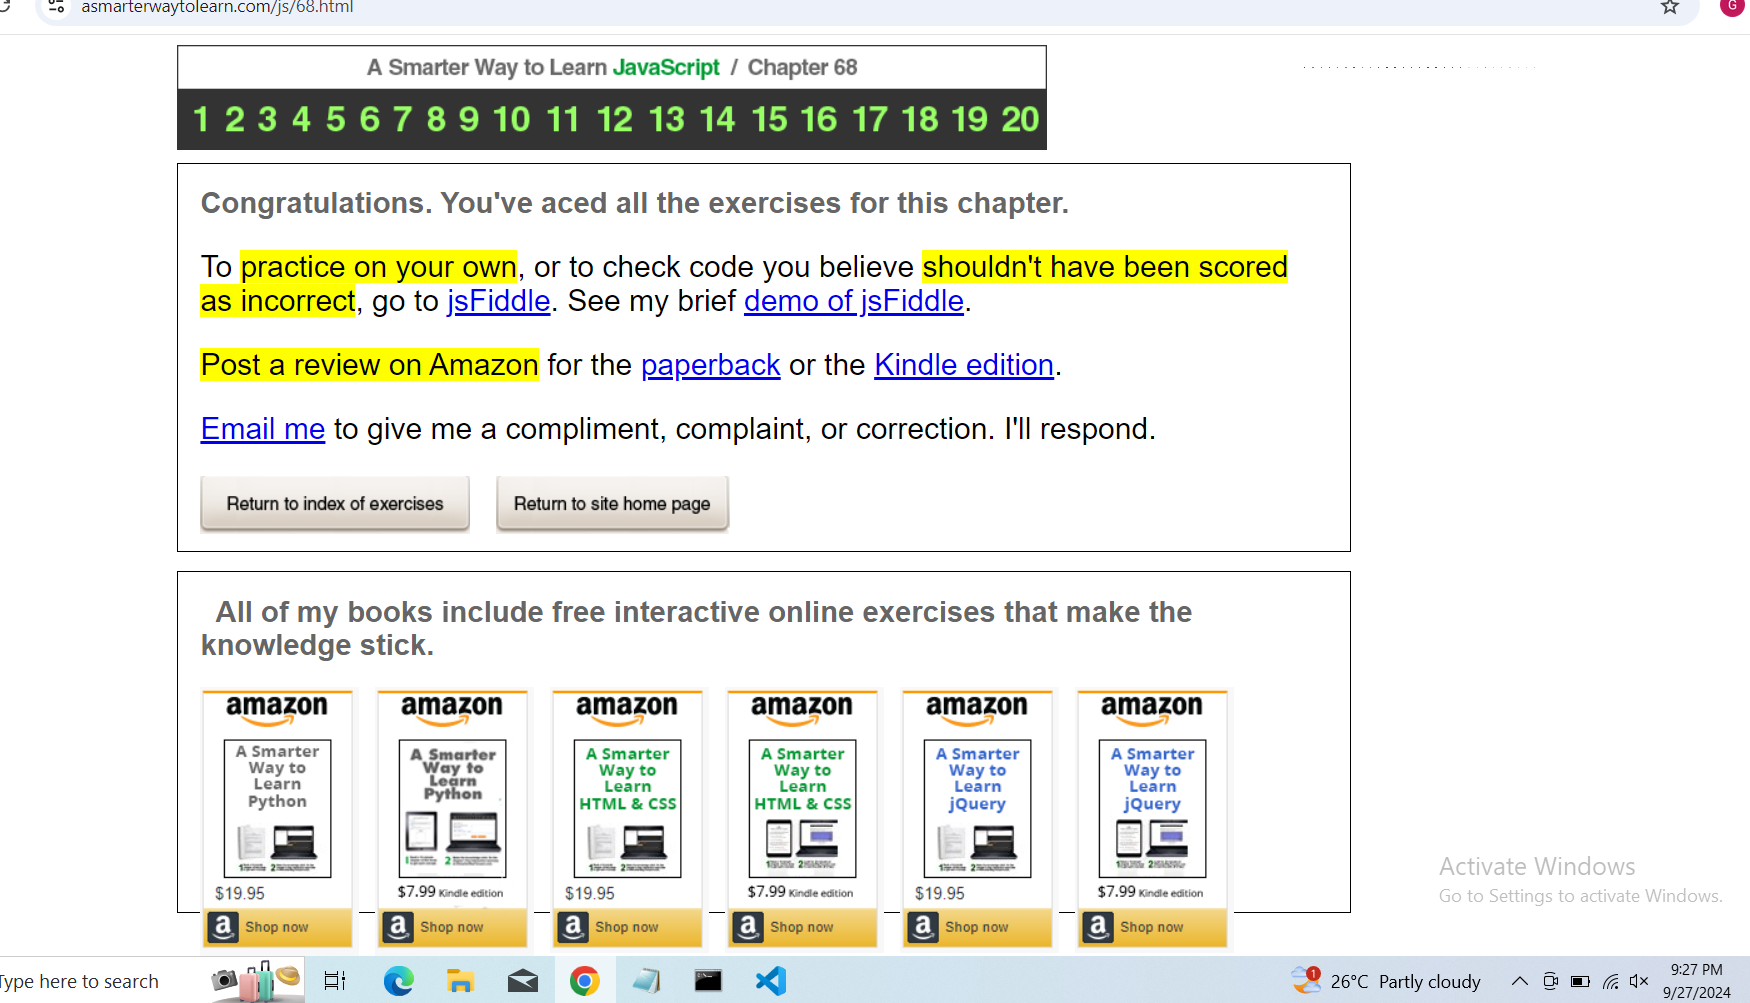 asmarterwaytolearn.com/js/68.html
G
A Smarter Way to Learn JavaScript / Chapter 68
1 2 3 4 5 6 7 8 9 10 11 12 13 14 15 16 17 18 19 20
Congratulations. You've aced all the exercises for this chapter.
To practice on your own, or to check code you believe shouldn't have been scored
as incorrect, go to jsFiddle. See my brief demo of jsFiddle.
Post a review on Amazon for the paperback or the Kindle edition.
Email me to give me a compliment, complaint, or correction. I'll respond.
Return to index of exercises
Return to site home page
All of my books include free interactive online exercises that make the
knowledge stick.
amazon
A Smarter
Way to
Learn
Python
$19.95
a Shop now
amazon
A Smarter
Way to
Learn
Python
$7.99 Kindle edition
a Shop now
amazon
A Smarter
Way to
Learn
HTML & CSS
$19.95
a Shop now
amazon
A Smarter
Way to
Learn
HTML & CSS
$7.99 Kindle edition
a Shop now
amazon
A Smarter
Way to
Learn
jQuery
$19.95
a Shop now
amazon
A Smarter
Way to
Learn
jQuery
$7.99 Kindle edition
a Shop now
Activate Windows
Go to Settings to activate Windows.
Type here to search
1
26°C Partly cloudy
9:27 PM
9/27/2024